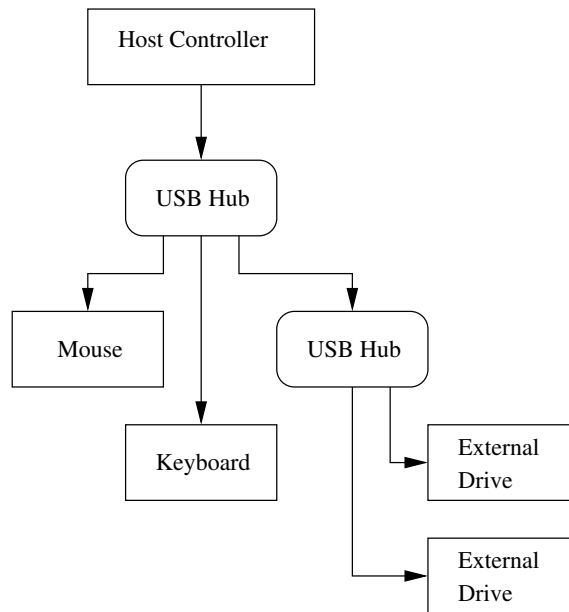 Host Controller
USB Hub
Mouse
USB Hub
Keyboard
External
Drive
External
Drive